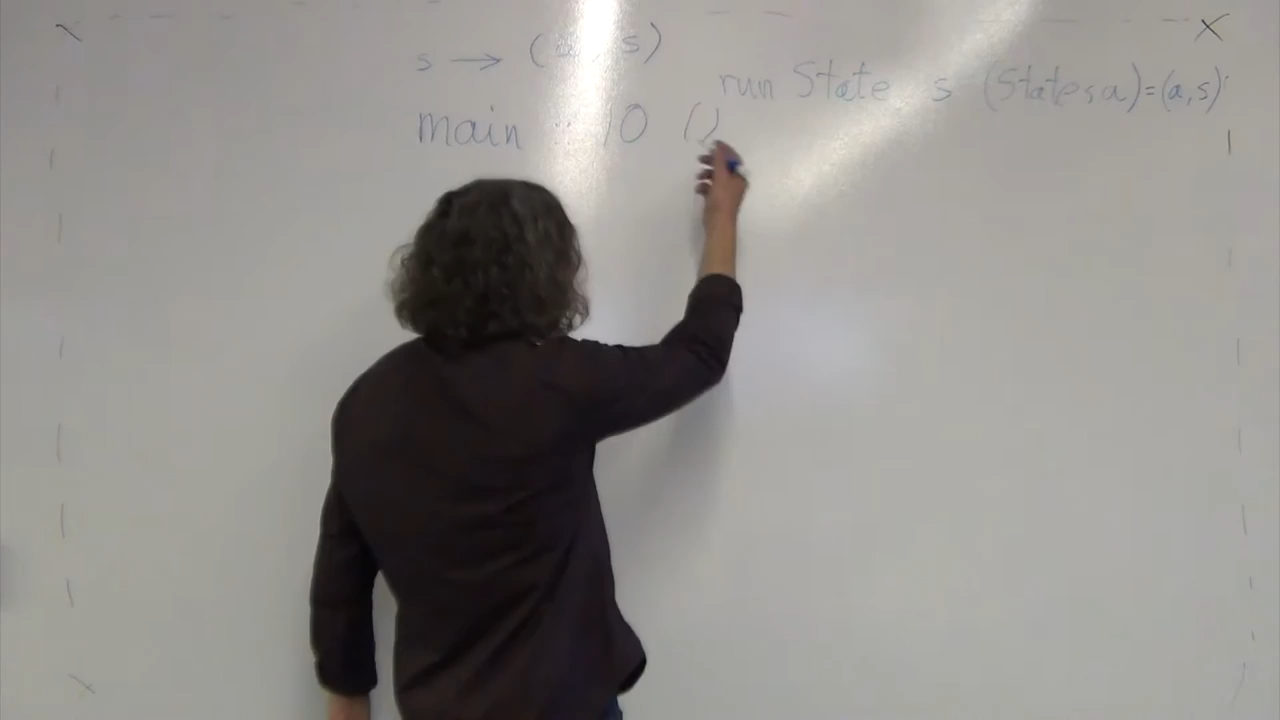 s → (a, s)
run State s (State s a) = (a, s)
main :: IO ()